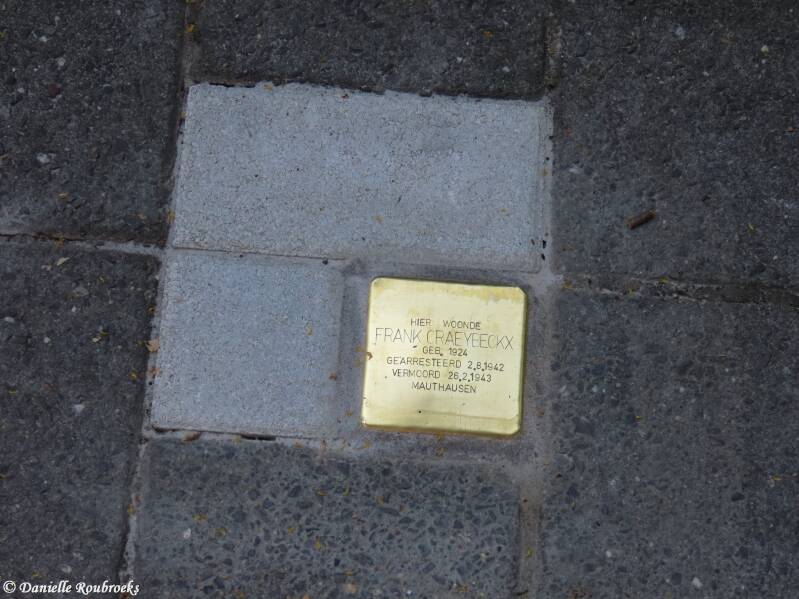 HIER WOONDE
FRANK CRAEYBECKX
GEB. 1924
GEARRESTEERD 2.8.1942
VERMOORD 26.2.1943
MAUTHAUSEN
© Danielle Roubroeks